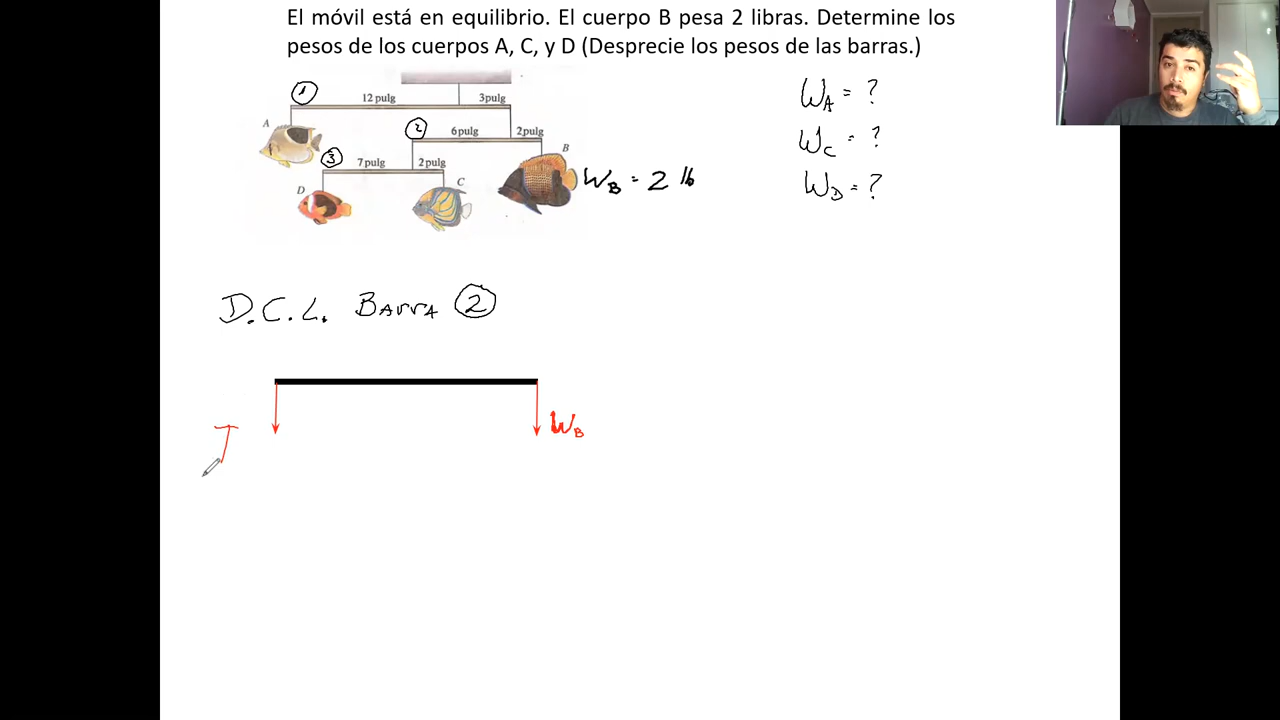 El móvil está en equilibrio. El cuerpo B pesa 2 libras. Determine los
pesos de los cuerpos A, C, y D (Desprecie los pesos de las barras.)
1
12 pulg
3pulg
A
2
6 pulg
2pulg
B
3
7 pulg
2 pulg
D
C
W_B = 2 lb
W_A = ?
W_C = ?
W_D = ?
D.C.L. Barra 2
W_B
T